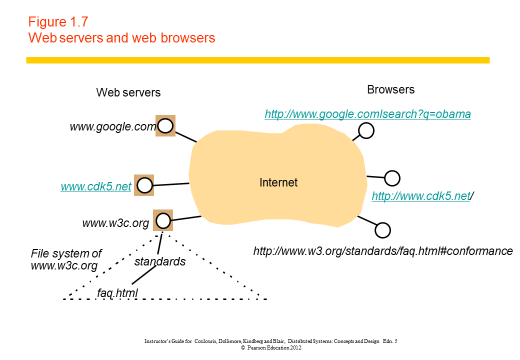 Figure 1.7
Web servers and web browsers
Web servers
Browsers
www.google.com
http://www.google.comlsearch?q=obama
Internet
www.cdk5.net
http://www.cdk5.net/
www.w3c.org
http://www.w3.org/standards/faq.html#conformance
File system of
www.w3c.org
standards
faq.html
Instructor's Guide for Coulouris, Dollimore, Kindberg and Blair, Distributed Systems: Concepts and Design Edn. 5
© Pearson Education 2012